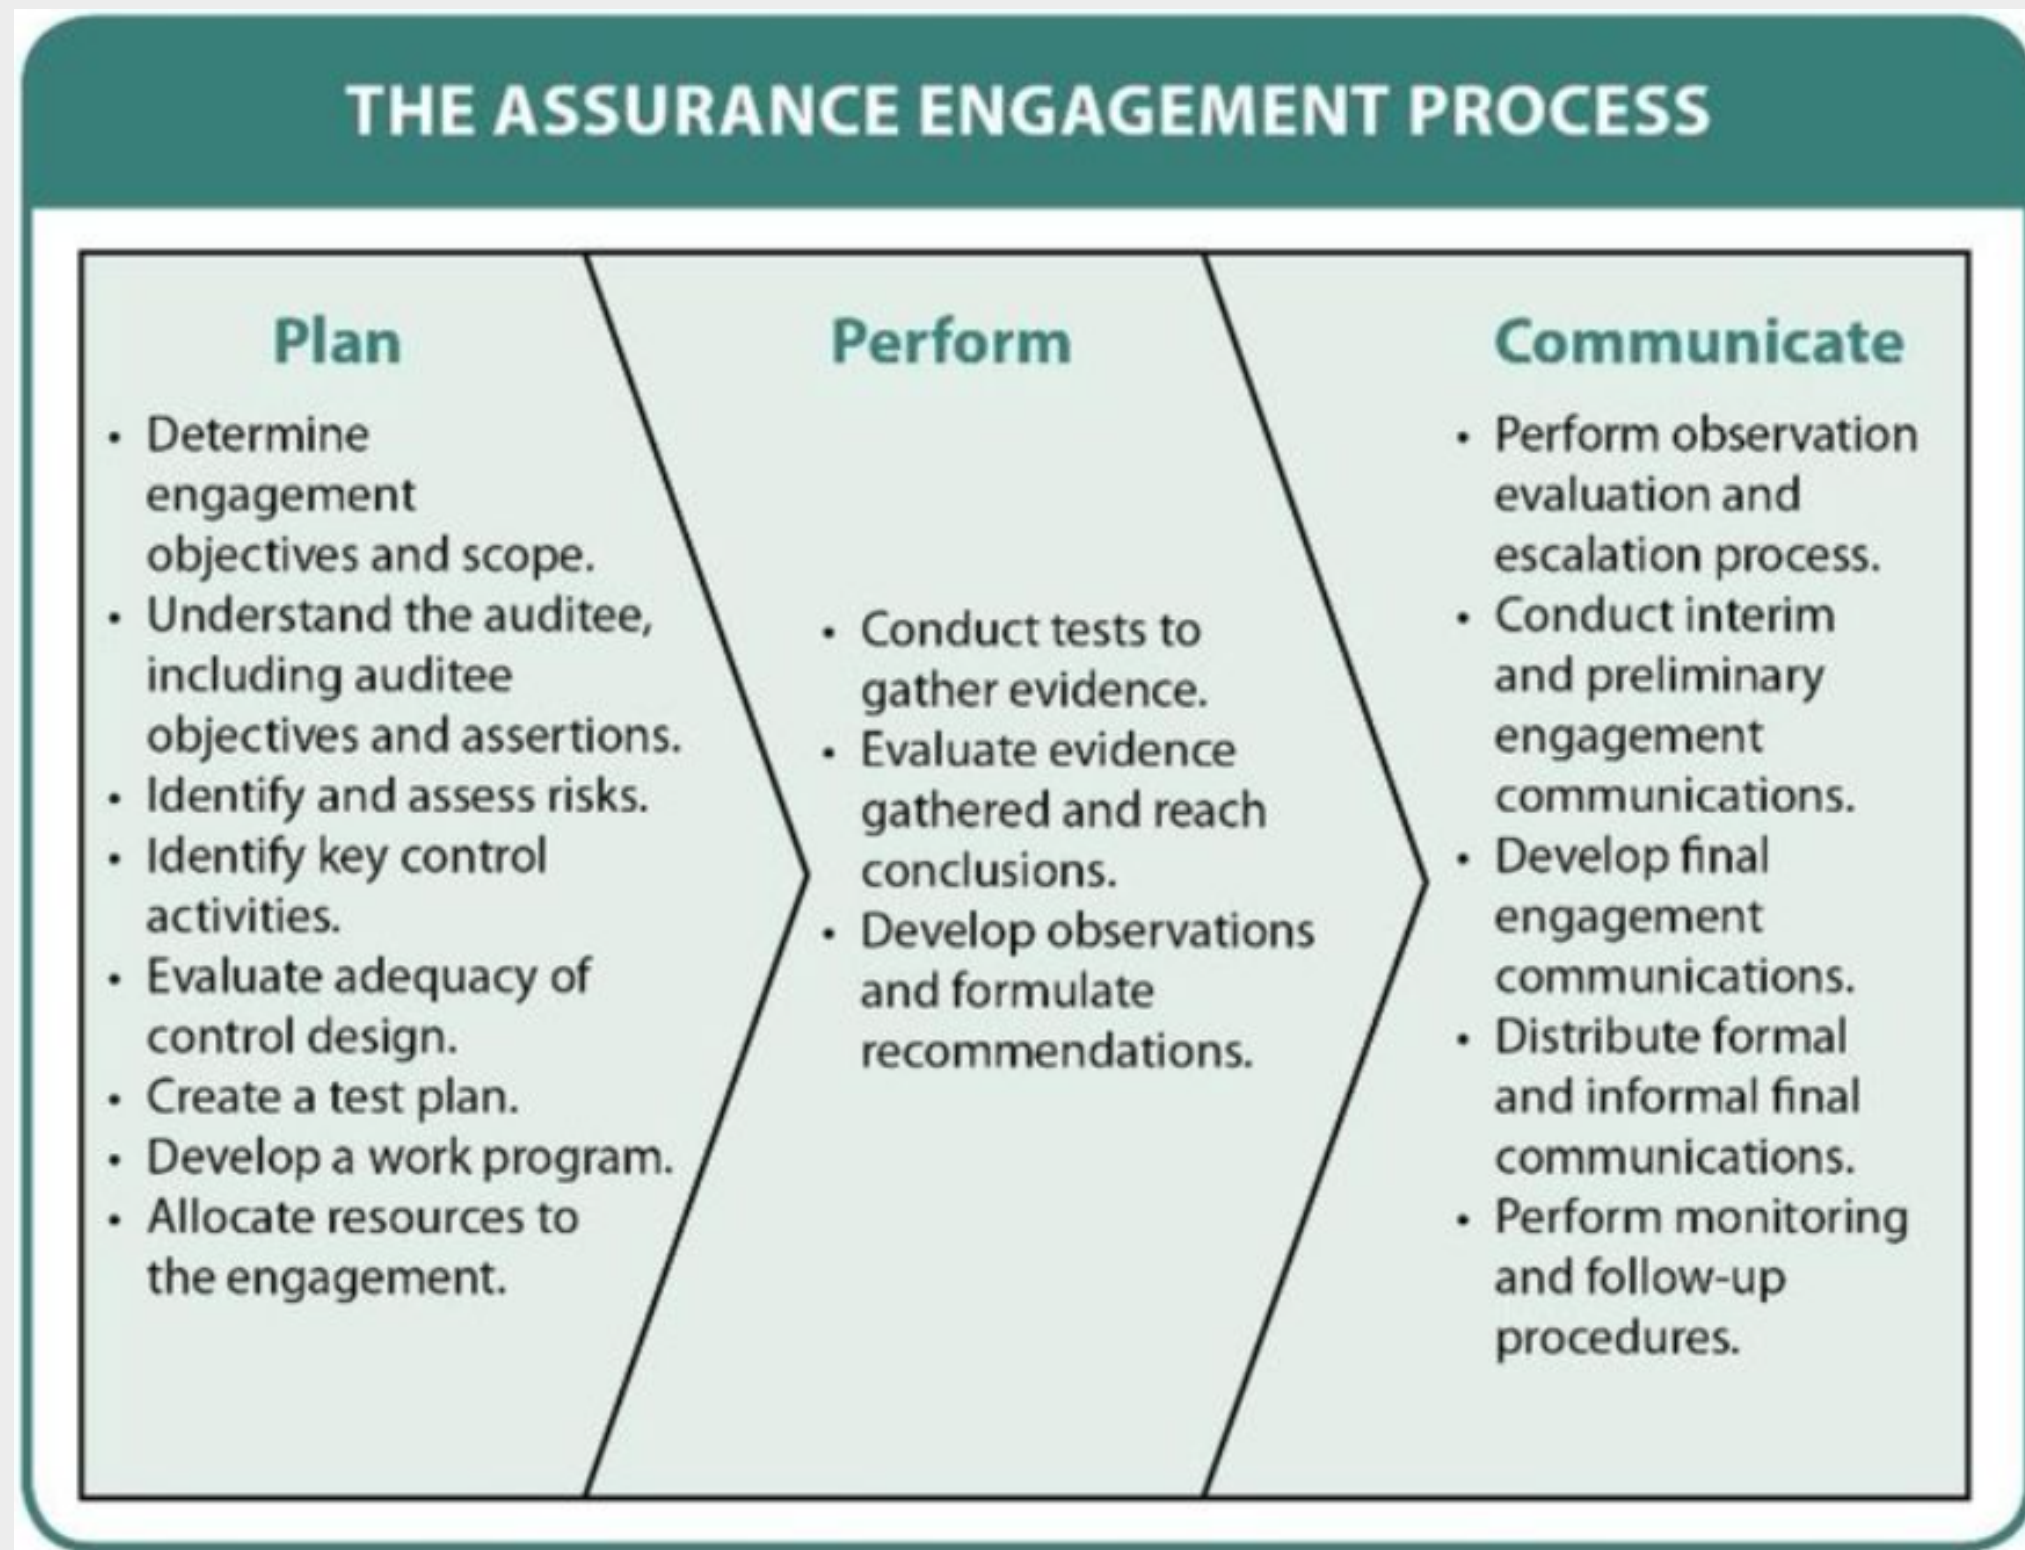 THE ASSURANCE ENGAGEMENT PROCESS
Plan
• Determine
engagement
objectives and scope.
• Understand the auditee,
including auditee
objectives and assertions.
• Identify and assess risks.
• Identify key control
activities.
• Evaluate adequacy of
control design.
• Create a test plan.
• Develop a work program.
• Allocate resources to
the engagement.
Perform
• Conduct tests to
gather evidence.
• Evaluate evidence
gathered and reach
conclusions.
• Develop observations
and formulate
recommendations.
Communicate
• Perform observation
evaluation and
escalation process.
• Conduct interim
and preliminary
engagement
communications.
• Develop final
engagement
communications.
• Distribute formal
and informal final
communications.
• Perform monitoring
and follow-up
procedures.